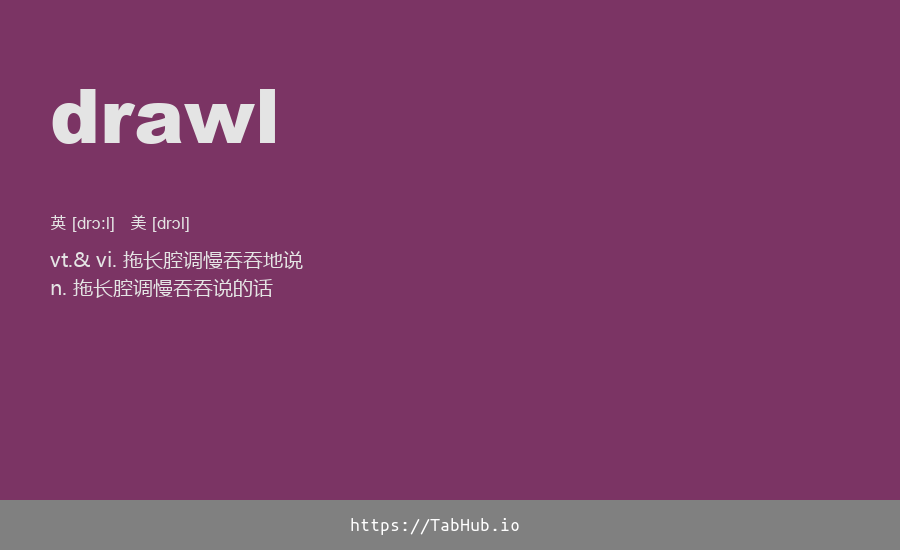 drawl
英 [drɔːl] 美 [drɔl]
vt.& vi. 拖长腔调慢吞吞地说
n. 拖长腔调慢吞吞说的话
https://TabHub.io